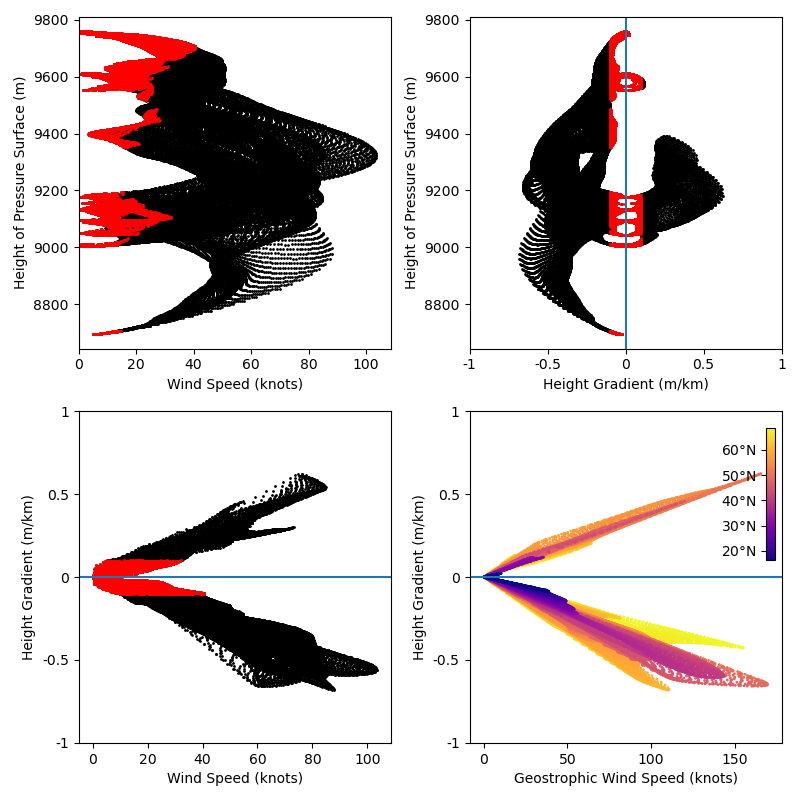 9800
9600
9400
9200
9000
8800
Height of Pressure Surface (m)
0 20 40 60 80 100
Wind Speed (knots)
9800
9600
9400
9200
9000
8800
Height of Pressure Surface (m)
-1 -0.5 0 0.5 1
Height Gradient (m/km)
1
0.5
0
-0.5
-1
Height Gradient (m/km)
0 20 40 60 80 100
Wind Speed (knots)
1
0.5
0
-0.5
-1
Height Gradient (m/km)
0 50 100 150
Geostrophic Wind Speed (knots)
60°N
50°N
40°N
30°N
20°N